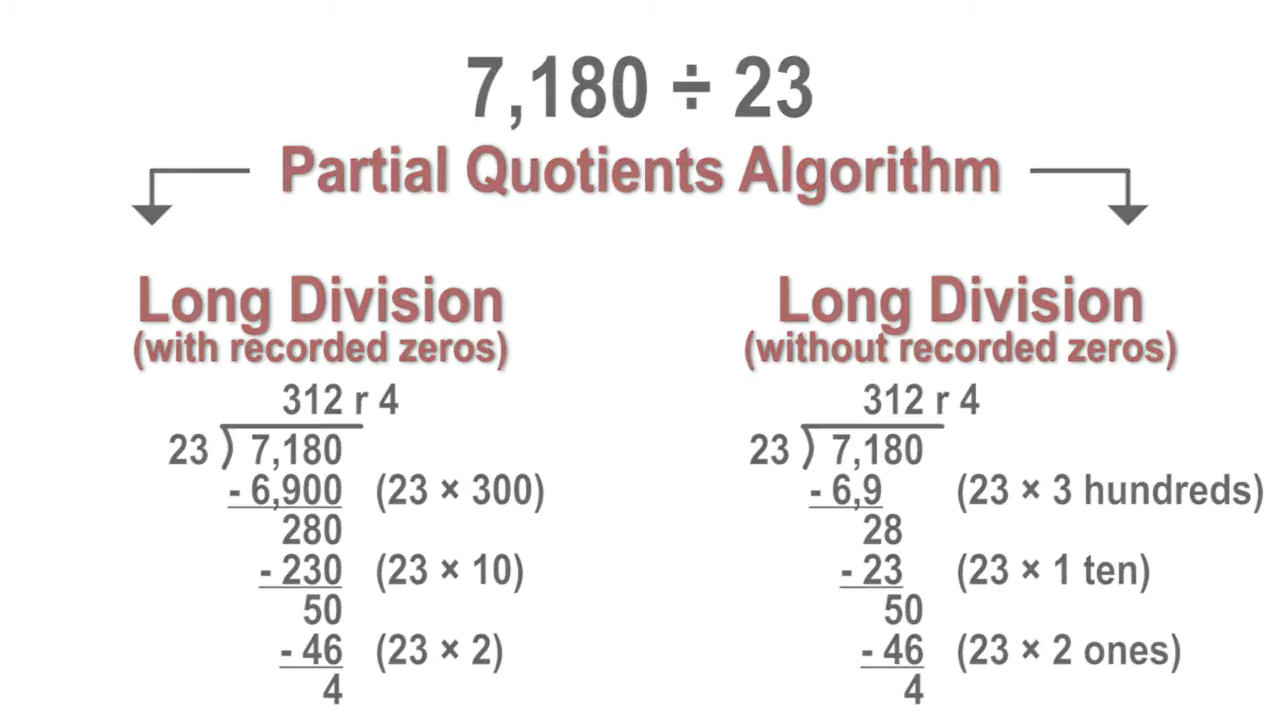 7,180 ÷ 23
Partial Quotients Algorithm
Long Division
(with recorded zeros)
312 r 4
23 ) 7,180
- 6,900 (23 × 300)
280
- 230 (23 × 10)
50
- 46 (23 × 2)
4
Long Division
(without recorded zeros)
312 r 4
23 ) 7,180
- 6,9 (23 × 3 hundreds)
28
- 23 (23 × 1 ten)
50
- 46 (23 × 2 ones)
4